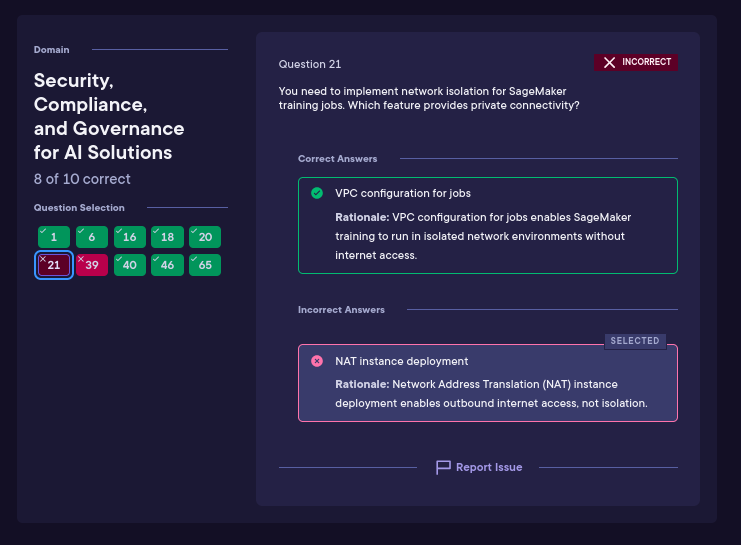 Domain
Security,
Compliance,
and Governance
for AI Solutions
8 of 10 correct
Question Selection
1 6 16 18 20
21 39 40 46 65
Question 21
INCORRECT
You need to implement network isolation for SageMaker
training jobs. Which feature provides private connectivity?
Correct Answers
VPC configuration for jobs
Rationale: VPC configuration for jobs enables SageMaker
training to run in isolated network environments without
internet access.
Incorrect Answers
SELECTED
NAT instance deployment
Rationale: Network Address Translation (NAT) instance
deployment enables outbound internet access, not isolation.
Report Issue